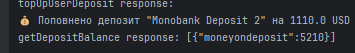 topUpUserDeposit response:
💰 Поповнено депозит "Monobank Deposit 2" на 1110.0 USD
getDepositBalance response: [{"moneyondeposit":5210}]